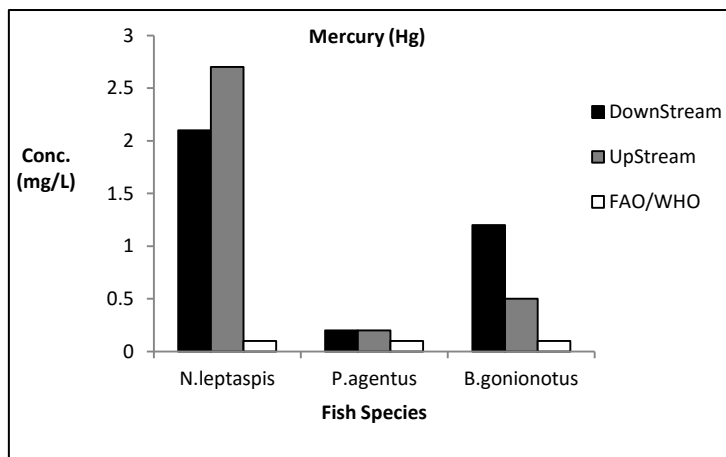 Mercury (Hg)
Conc.
(mg/L)
3
2.5
2
1.5
1
0.5
0
N.leptaspis
P.agentus
B.gonionotus
Fish Species
DownStream
UpStream
FAO/WHO